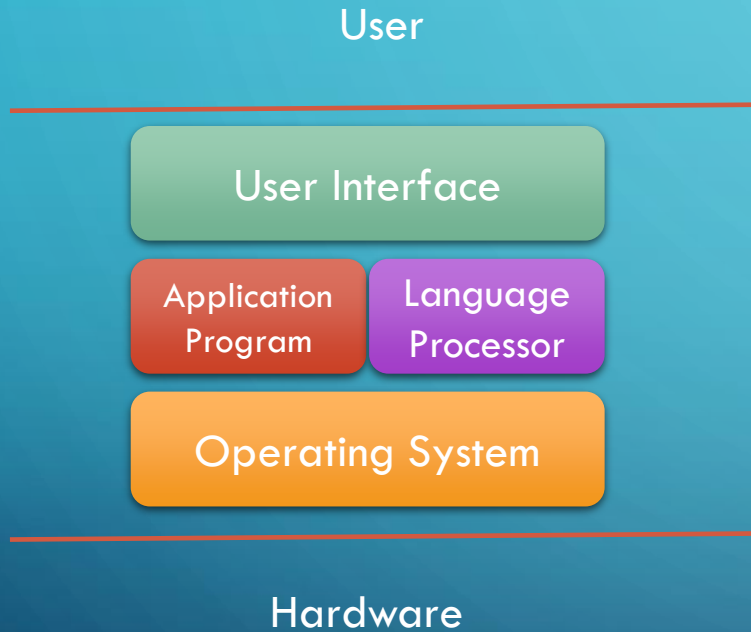 User
User Interface
Application
Program
Language
Processor
Operating System
Hardware